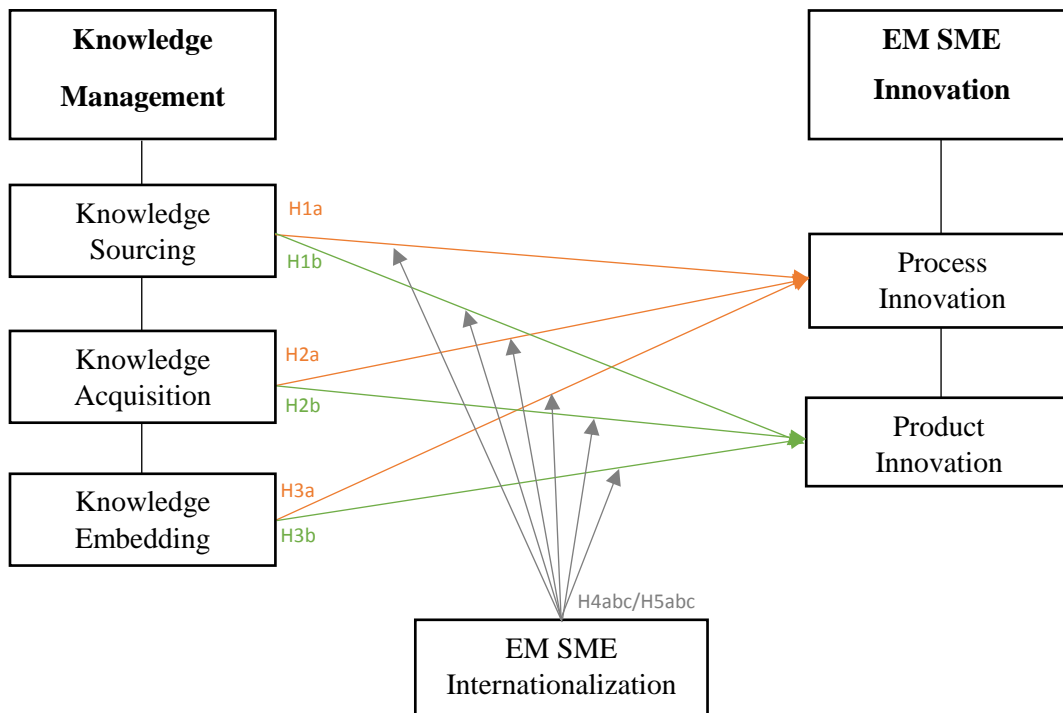 Knowledge
Management
EM SME
Innovation
Knowledge
Sourcing
H1a
H1b
Process
Innovation
Knowledge
Acquisition
H2a
H2b
Product
Innovation
Knowledge
Embedding
H3a
H3b
H4abc/H5abc
EM SME
Internationalization